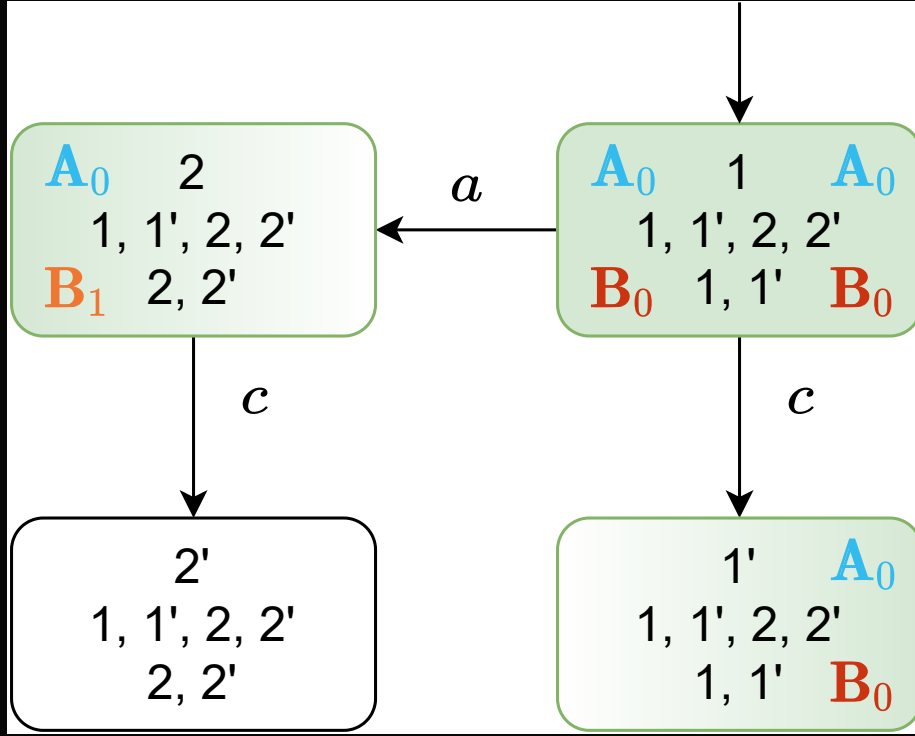 A₀ 2
1, 1', 2, 2'
B₁ 2, 2'
a
A₀ 1 A₀
1, 1', 2, 2'
B₀ 1, 1' B₀
c
c
2'
1, 1', 2, 2'
2, 2'
1' A₀
1, 1', 2, 2'
1, 1' B₀